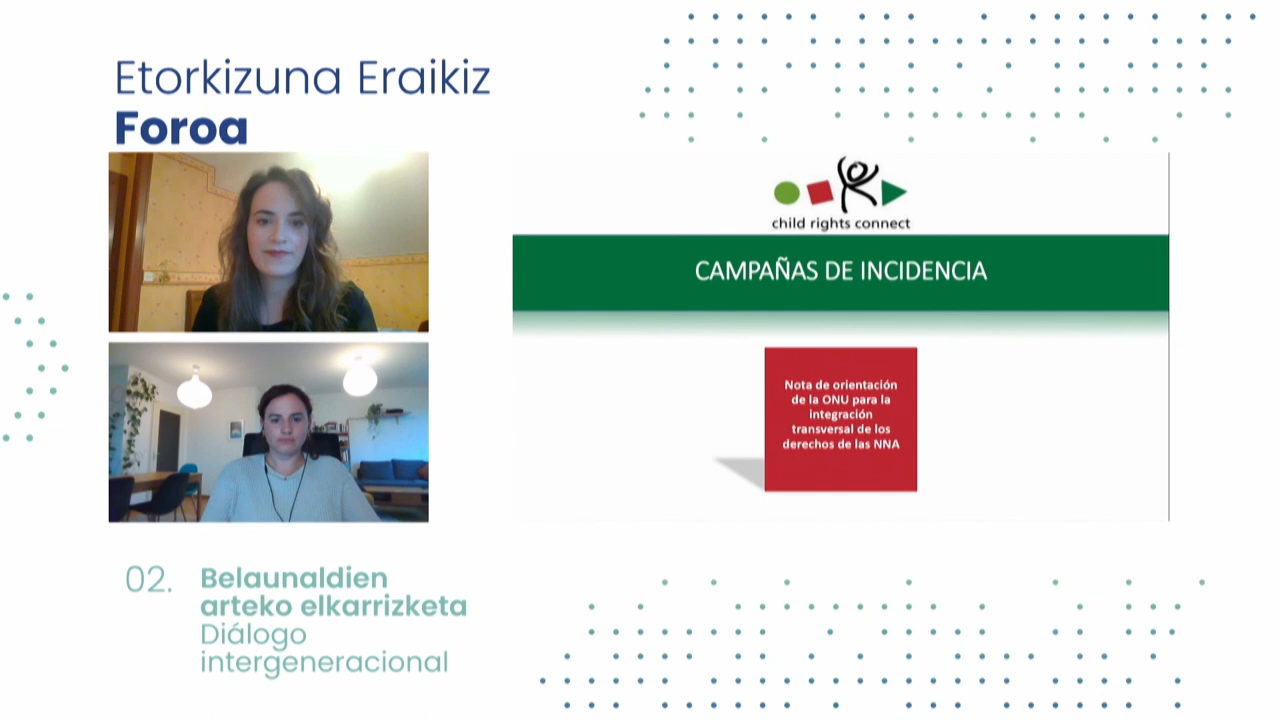 Etorkizuna Eraikiz
Foroa
child rights connect
CAMPAÑAS DE INCIDENCIA
Nota de orientación
de la ONU para la
integración
transversal de los
derechos de las NNA
02.
Belaunaldien
arteko elkarrizketa
Diálogo
intergeneracional